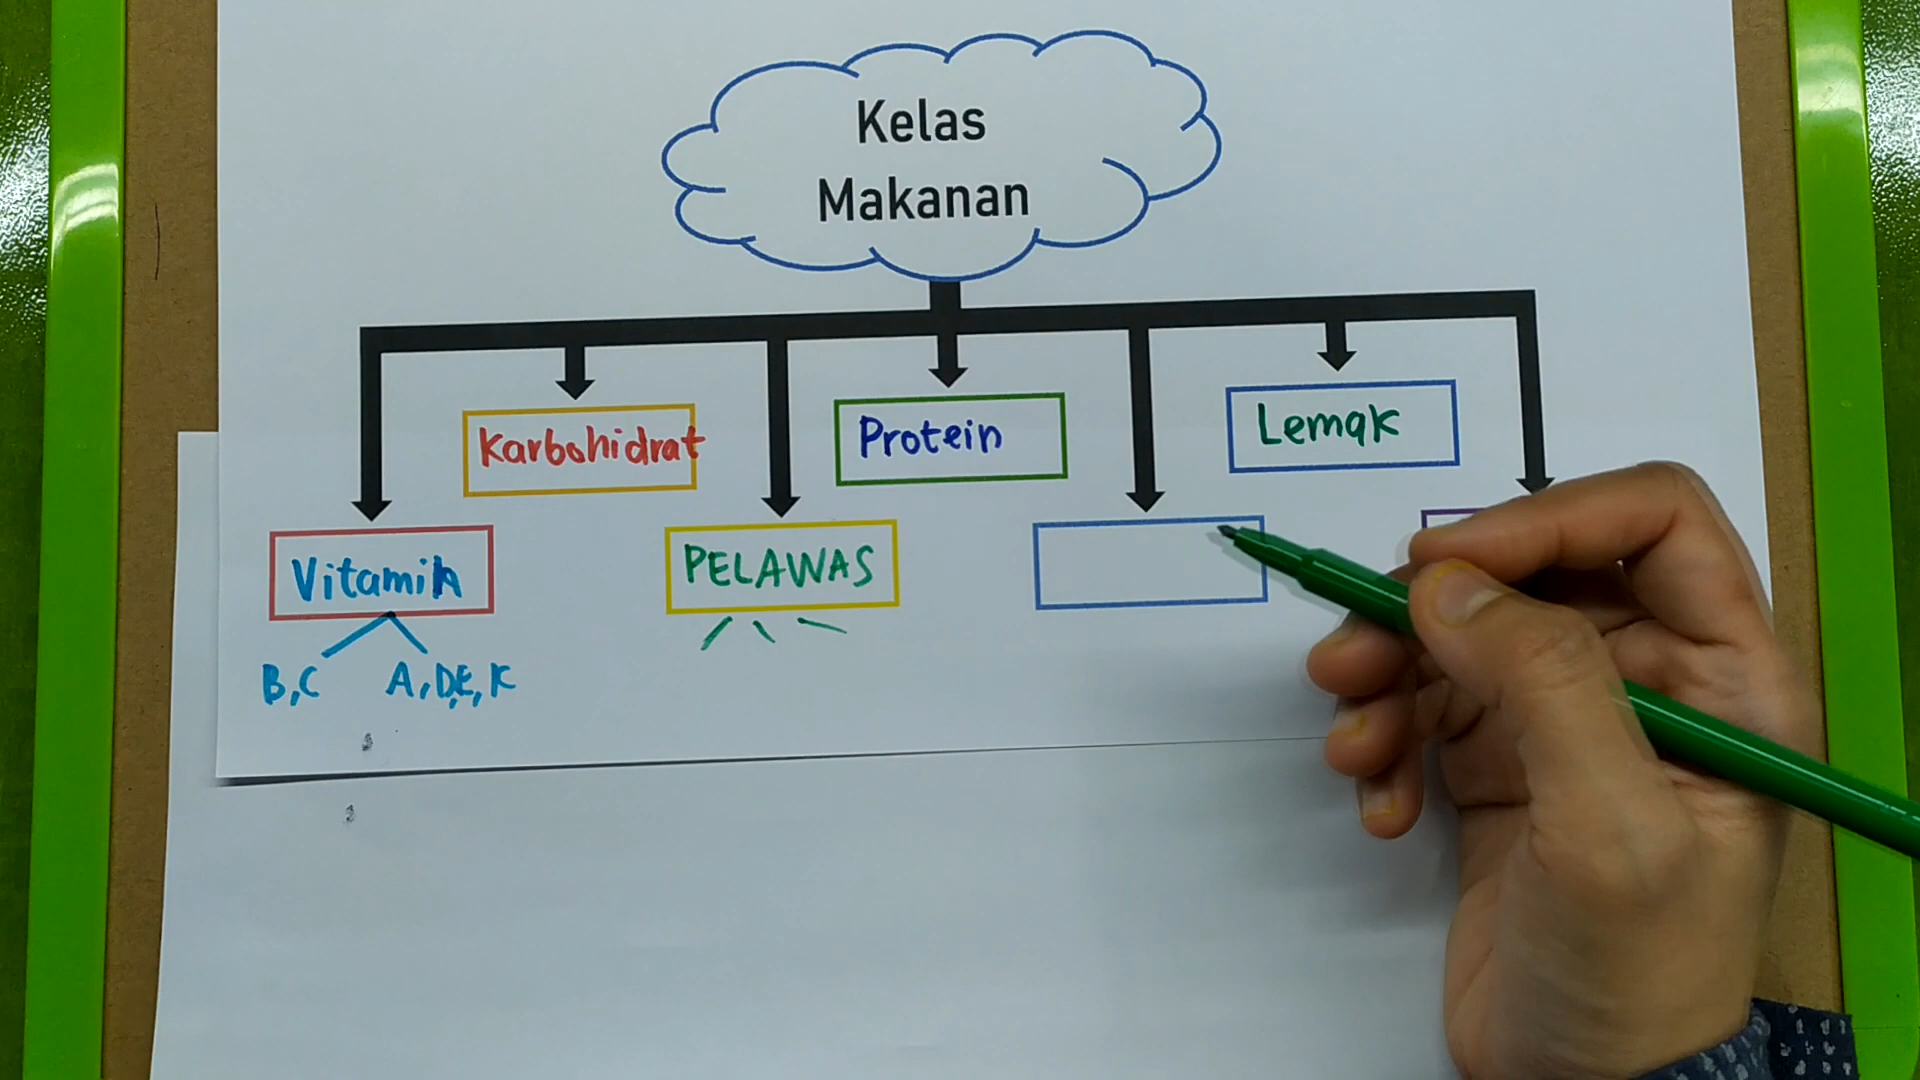 Kelas
Makanan
Karbohidrat
Protein
Lemak
Vitamin
PELAWAS
B,C
A,D,E,K